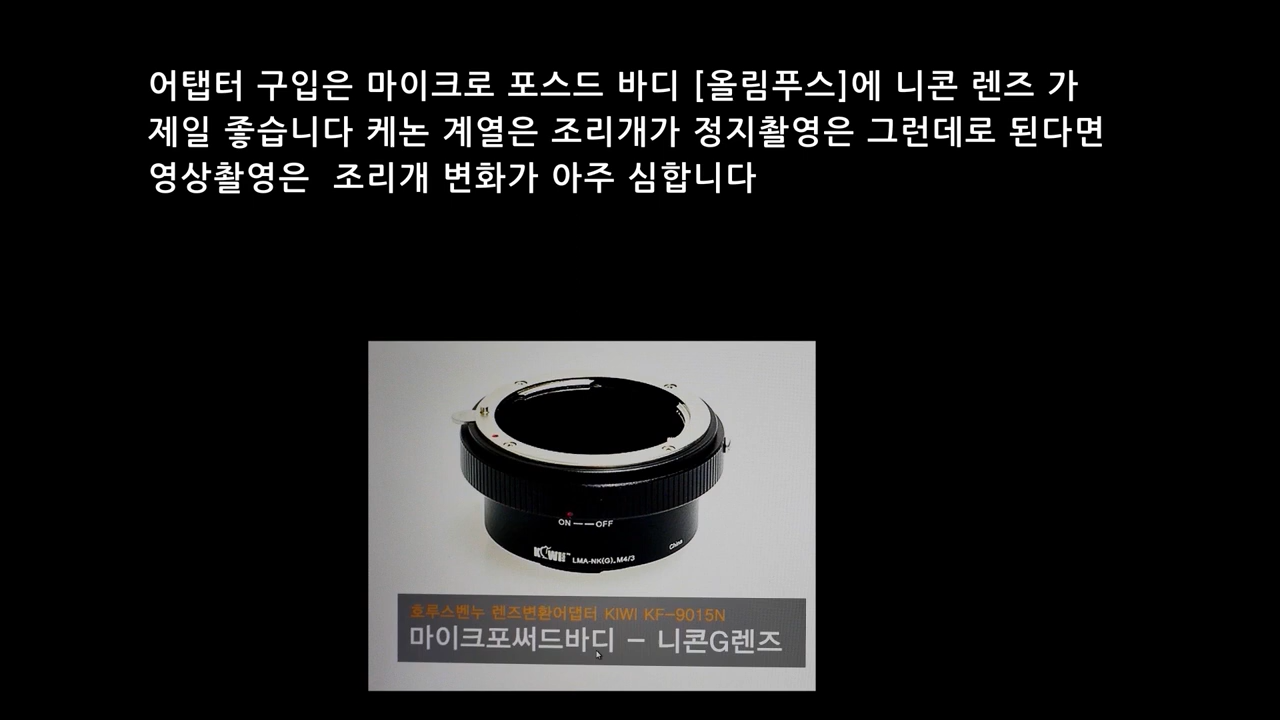 어탭터 구입은 마이크로 포스드 바디 [올림푸스]에 니콘 렌즈 가
제일 좋습니다 케논 계열은 조리개가 정지촬영은 그런데로 된다면
영상촬영은 조리개 변화가 아주 심합니다
ON — — OFF
KIWI™ LMA-NK(G)_M4/3 China
호루스벤누 렌즈변환어댑터 KIWI KF-9015N
마이크포써드바디 - 니콘G렌즈